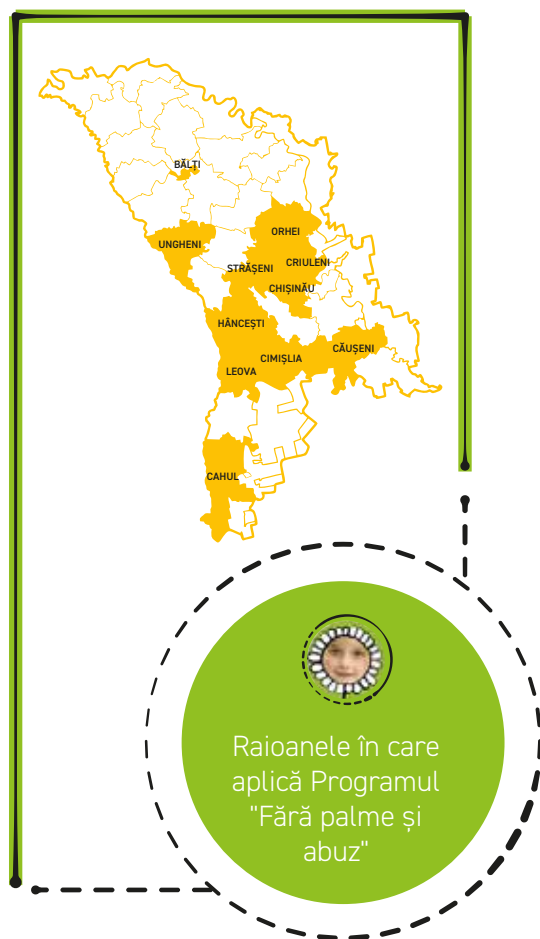 BĂLȚI
ORHEI
UNGHENI
CRIULENI
STRĂȘENI
CHIȘINĂU
HÂNCEȘTI
CĂUȘENI
CIMIȘLIA
LEOVA
CAHUL
Raioanele în care
aplică Programul
"Fără palme și
abuz"